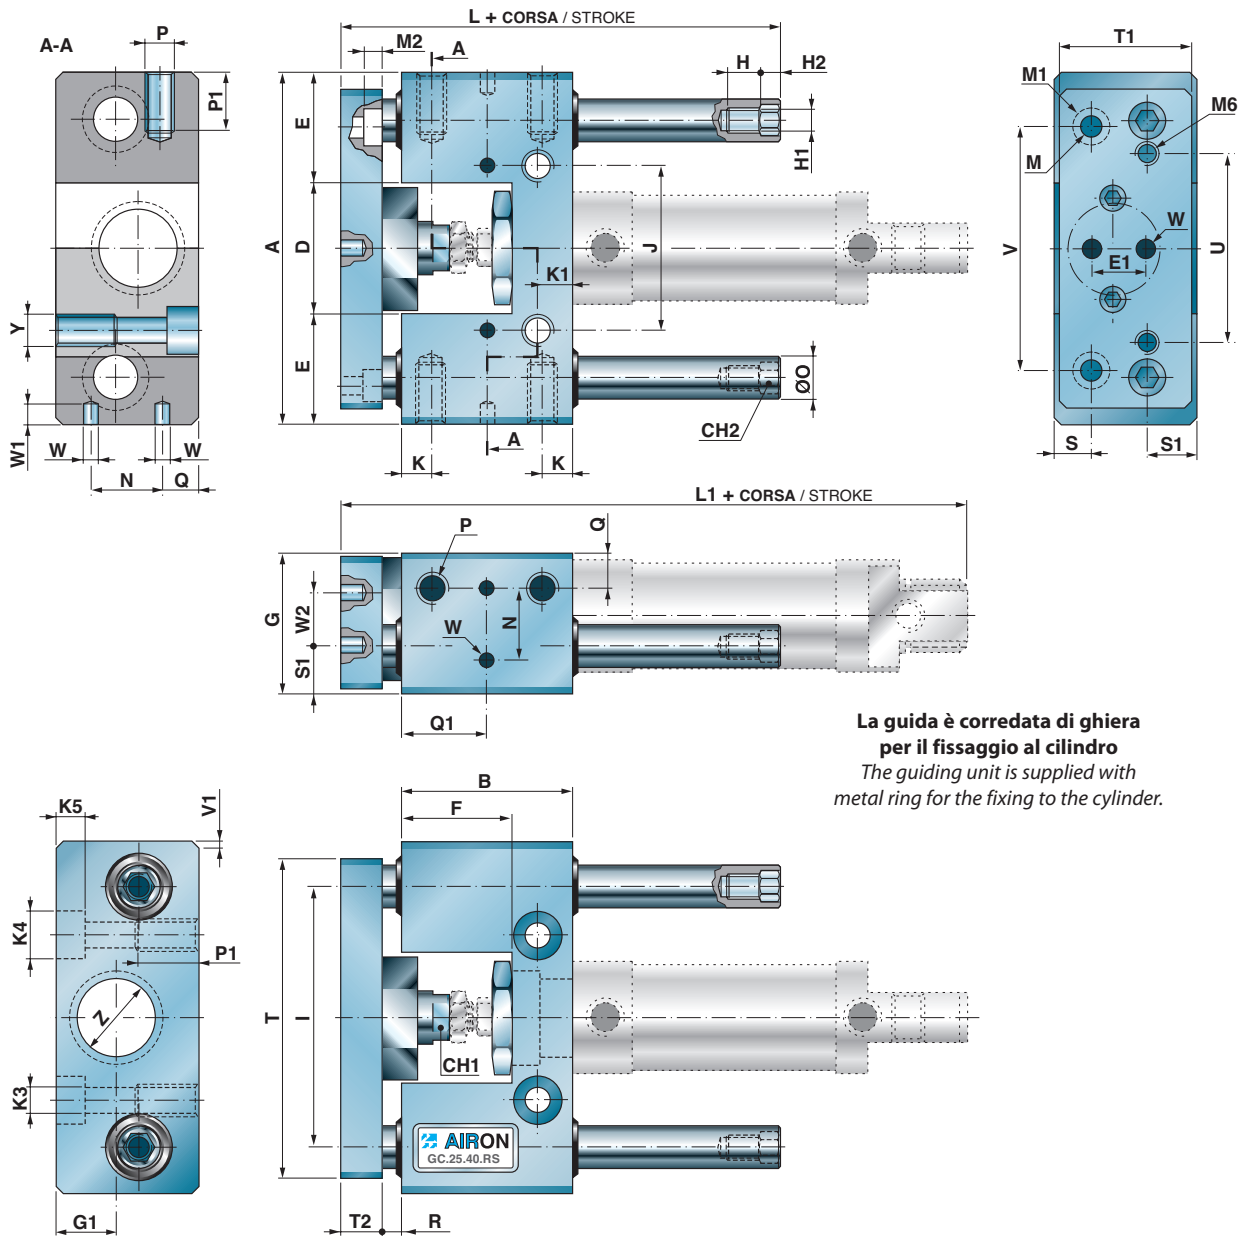 L + CORSA / STROKE
A-A
P
M2
A
H
H2
T1
M1
M6
P1
E
H1
M
A
D
J
K1
V
W
E1
U
Y
E
ØO
W1
W
W
N
Q
K
A
K
CH2
S
S1
L1 + CORSA / STROKE
P
Q
G
W2
N
W
S1
Q1
La guida è corredata di ghiera
per il fissaggio al cilindro
The guiding unit is supplied with
metal ring for the fixing to the cylinder.
B
K5
V1
F
K4
P1
Z
T
I
CH1
K3
AIRON
GC.25.40.RS
G1
T2
R